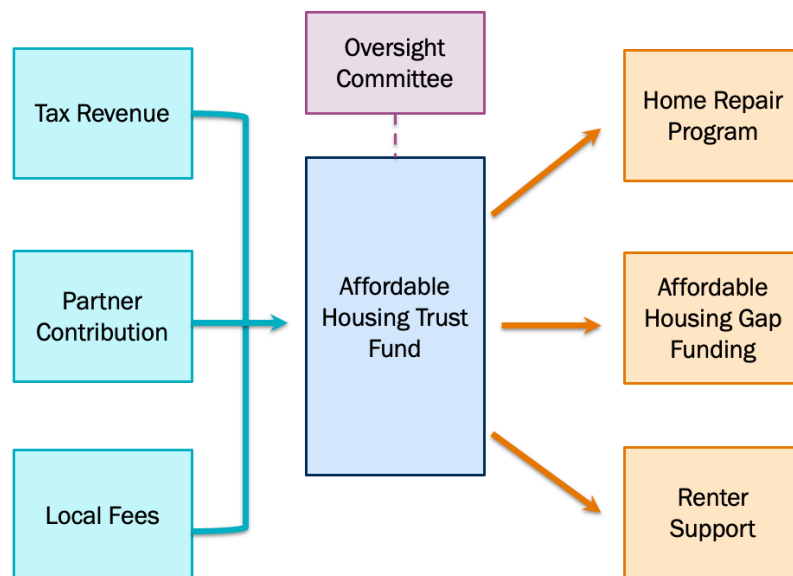 Oversight
Committee
Tax Revenue
Home Repair
Program
Partner
Contribution
Affordable
Housing Trust
Fund
Affordable
Housing Gap
Funding
Local Fees
Renter
Support